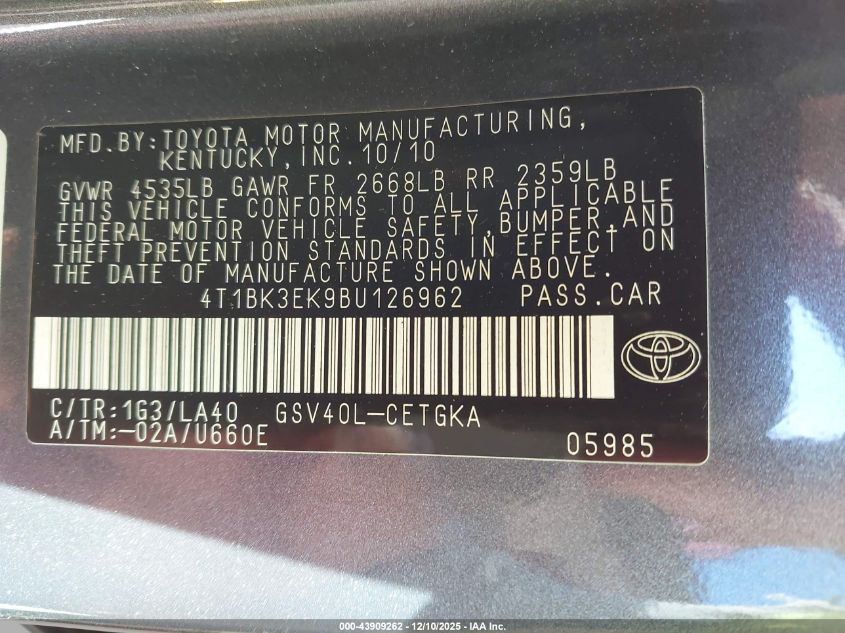 MFD.BY:TOYOTA MOTOR MANUFACTURING,
KENTUCKY,INC.10/10
GVWR 4535LB GAWR FR 2668LB RR 2359LB
THIS VEHICLE CONFORMS TO ALL APPLICABLE
FEDERAL MOTOR VEHICLE SAFETY,BUMPER,AND
THEFT PREVENTION STANDARDS IN EFFECT ON
THE DATE OF MANUFACTURE SHOWN ABOVE.
4T1BK3EK9BU126962 PASS.CAR
C/TR:1G3/LA40 GSV40L-CETGKA
A/TM:-02A/U660E
05985
000-43909262 - 12/10/2025 - IAA Inc.